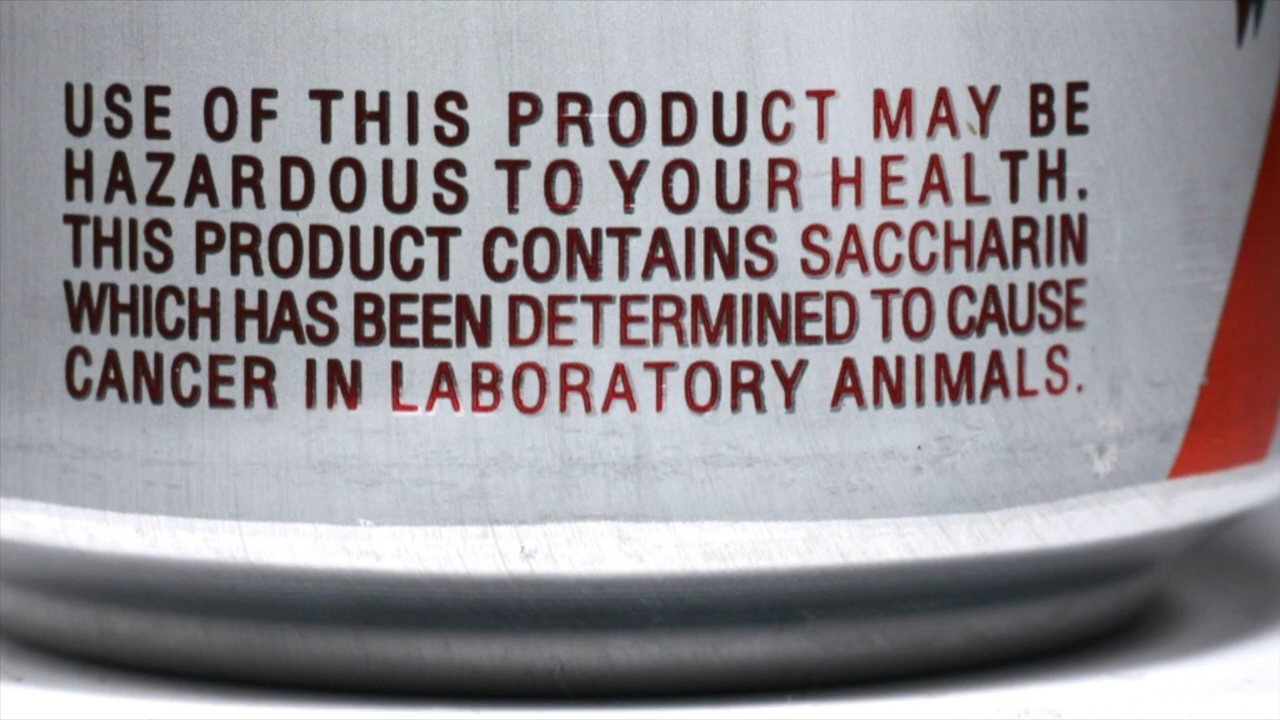 USE OF THIS PRODUCT MAY BE
HAZARDOUS TO YOUR HEALTH.
THIS PRODUCT CONTAINS SACCHARIN
WHICH HAS BEEN DETERMINED TO CAUSE
CANCER IN LABORATORY ANIMALS.